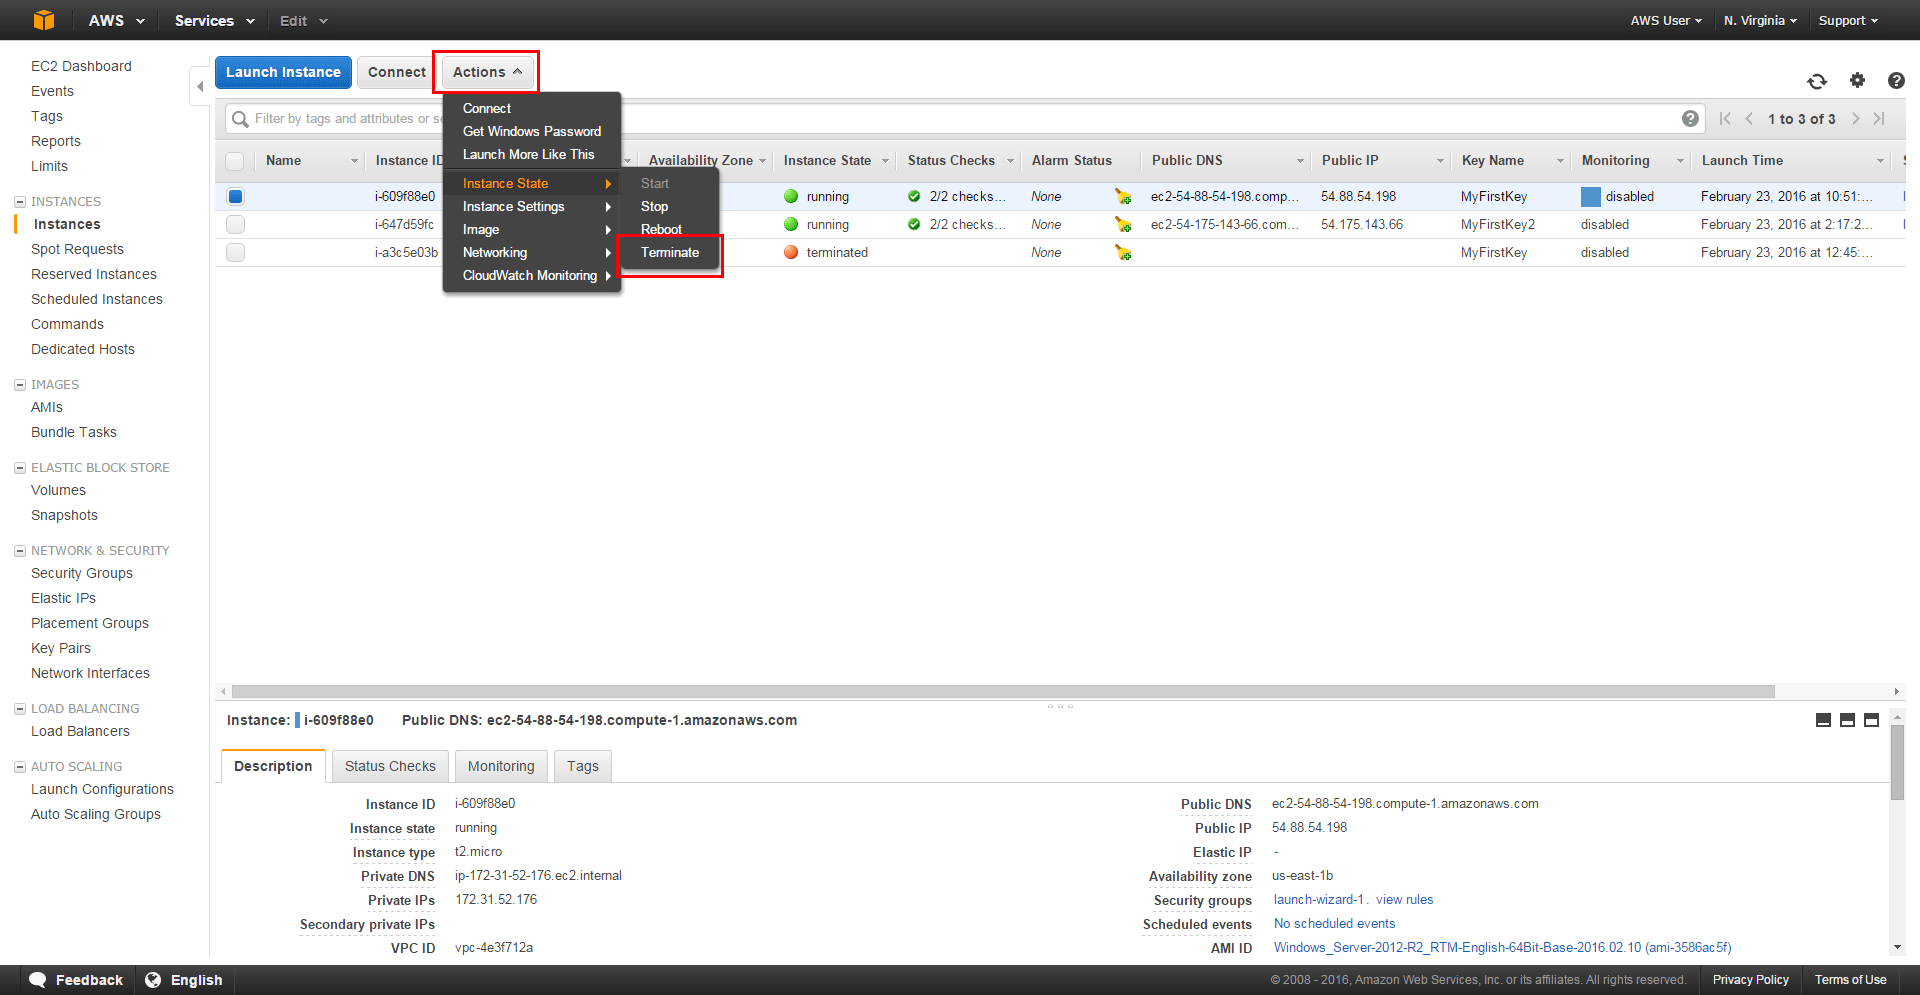 AWS Services Edit AWS User N. Virginia Support
EC2 Dashboard
Events
Tags
Reports
Limits
INSTANCES
Instances
Spot Requests
Reserved Instances
Scheduled Instances
Commands
Dedicated Hosts
IMAGES
AMIs
Bundle Tasks
ELASTIC BLOCK STORE
Volumes
Snapshots
NETWORK & SECURITY
Security Groups
Elastic IPs
Placement Groups
Key Pairs
Network Interfaces
LOAD BALANCING
Load Balancers
AUTO SCALING
Launch Configurations
Auto Scaling Groups
Launch Instance Connect Actions
Filter by tags and attributes or 1 to 3 of 3
Connect
Get Windows Password
Launch More Like This
Instance State
Instance Settings
Image
Networking
CloudWatch Monitoring
Start
Stop
Reboot
Terminate
Name Instance ID Availability Zone Instance State Status Checks Alarm Status Public DNS Public IP Key Name Monitoring Launch Time
i-609f88e0 running 2/2 checks... None ec2-54-88-54-198.comp... 54.88.54.198 MyFirstKey disabled February 23, 2016 at 10:51:...
i-647d59fc running 2/2 checks... None ec2-54-175-143-66.com... 54.175.143.66 MyFirstKey2 disabled February 23, 2016 at 2:17:2...
i-a3c5e03b terminated None MyFirstKey disabled February 23, 2016 at 12:45:...
Instance: i-609f88e0 Public DNS: ec2-54-88-54-198.compute-1.amazonaws.com
Description Status Checks Monitoring Tags
Instance ID i-609f88e0
Instance state running
Instance type t2.micro
Private DNS ip-172-31-52-176.ec2.internal
Private IPs 172.31.52.176
Secondary private IPs
VPC ID vpc-4e3f712a
Public DNS ec2-54-88-54-198.compute-1.amazonaws.com
Public IP 54.88.54.198
Elastic IP -
Availability zone us-east-1b
Security groups launch-wizard-1. view rules
Scheduled events No scheduled events
AMI ID Windows_Server-2012-R2_RTM-English-64Bit-Base-2016.02.10 (ami-3586ac5f)
Feedback English © 2008 - 2016, Amazon Web Services, Inc. or its affiliates. All rights reserved. Privacy Policy Terms of Use